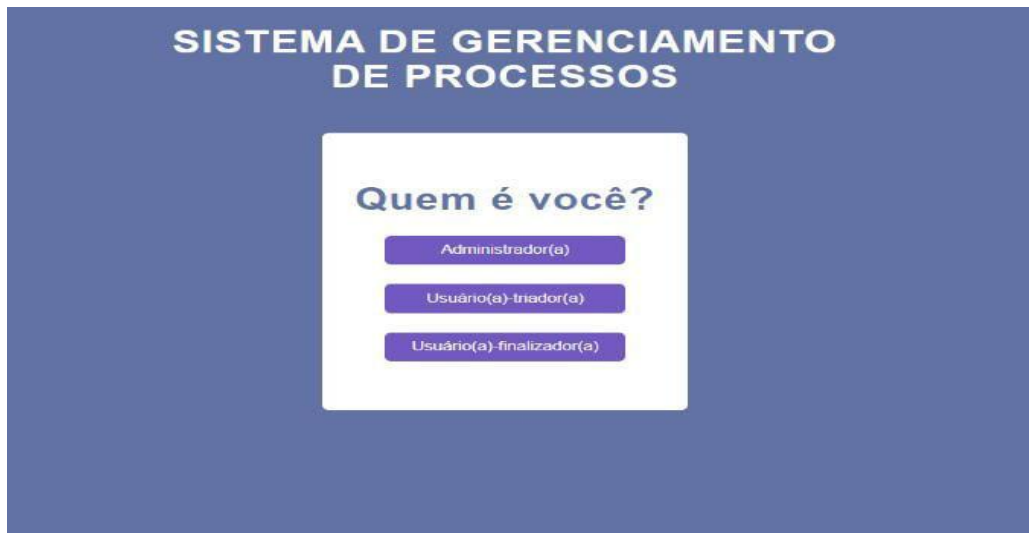 SISTEMA DE GERENCIAMENTO
DE PROCESSOS
Quem é você?
Administrador(a)
Usuário(a)-triador(a)
Usuário(a)-finalizador(a)